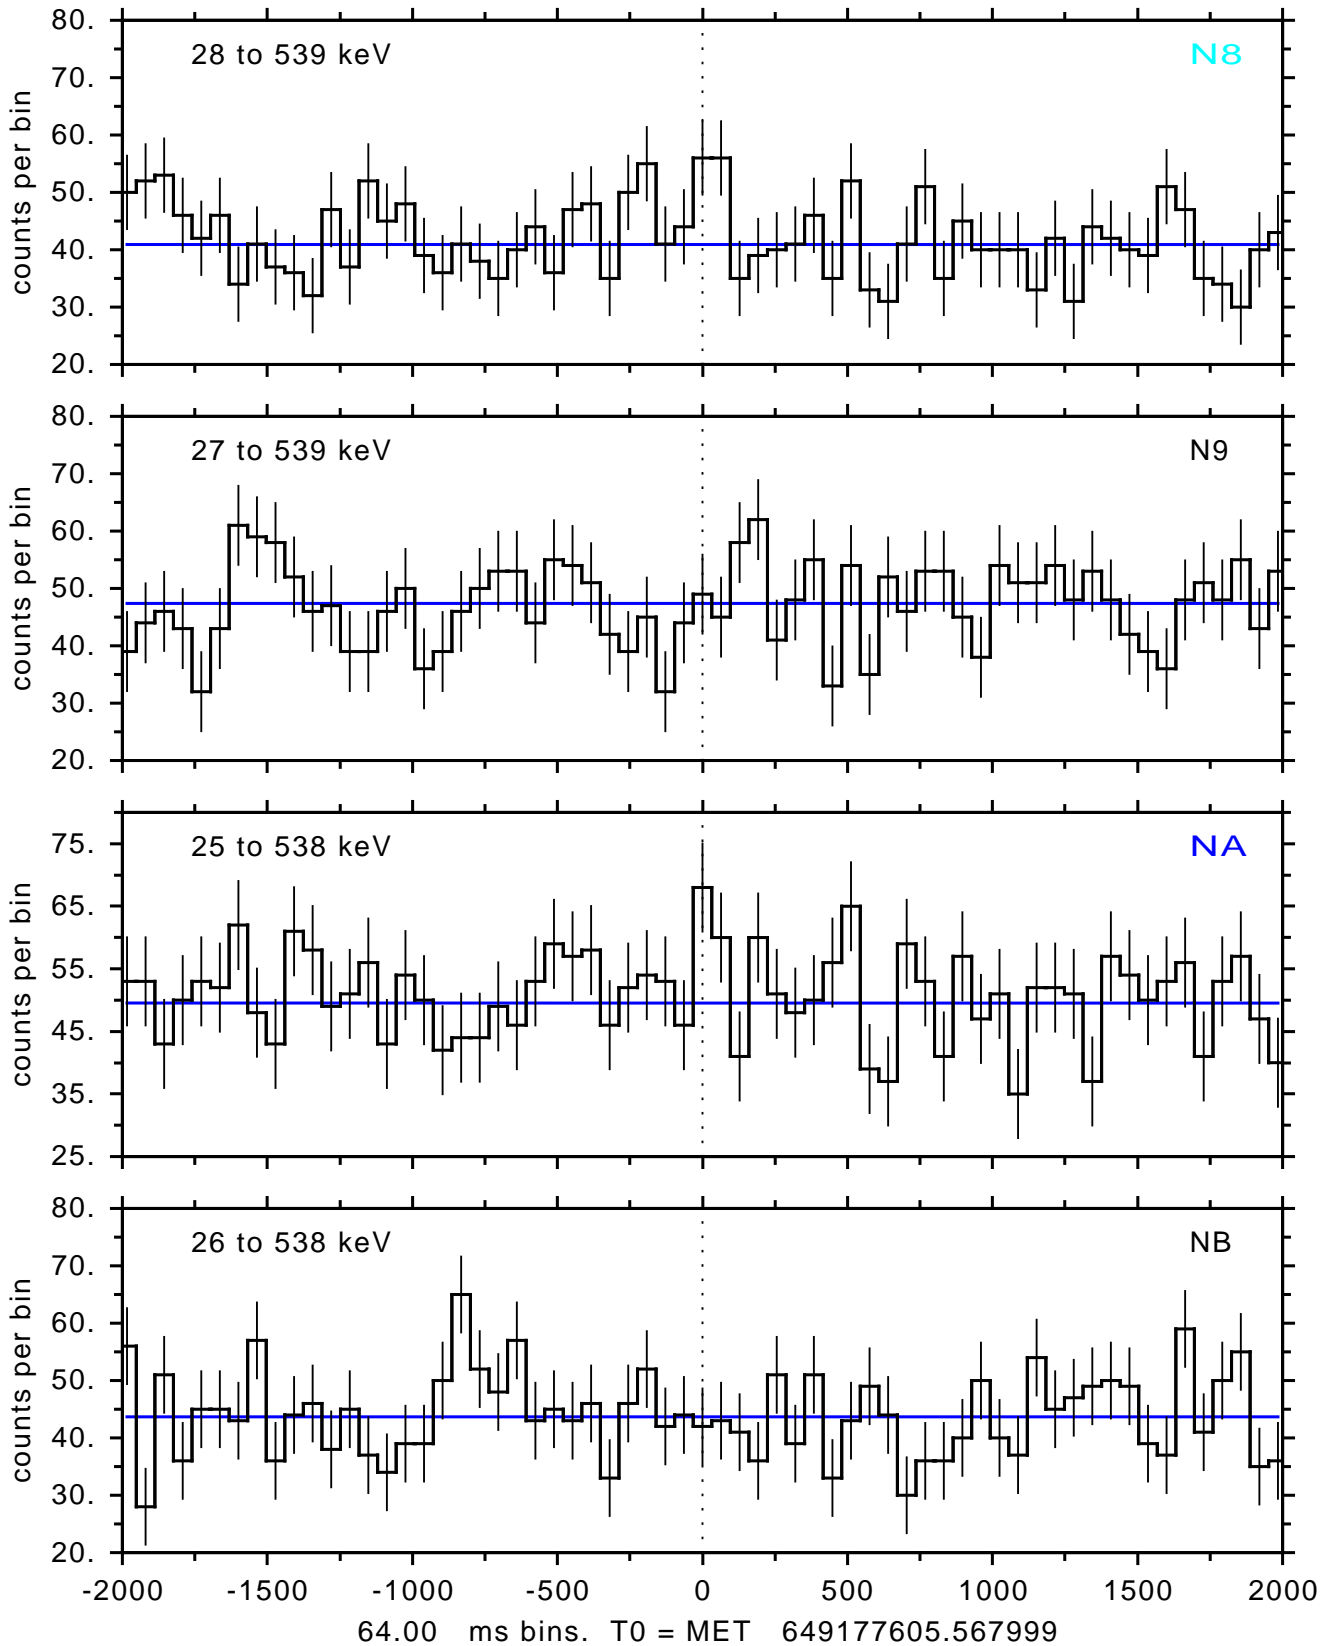 80.
28 to 539 keV N8
70.
60.
50.
40.
30.
20.
counts per bin
80.
27 to 539 keV N9
70.
60.
50.
40.
30.
20.
counts per bin
25 to 538 keV NA
75.
65.
55.
45.
35.
25.
counts per bin
80.
26 to 538 keV NB
70.
60.
50.
40.
30.
20.
counts per bin
-2000 -1500 -1000 -500 0 500 1000 1500 2000
64.00 ms bins. T0 = MET 649177605.567999